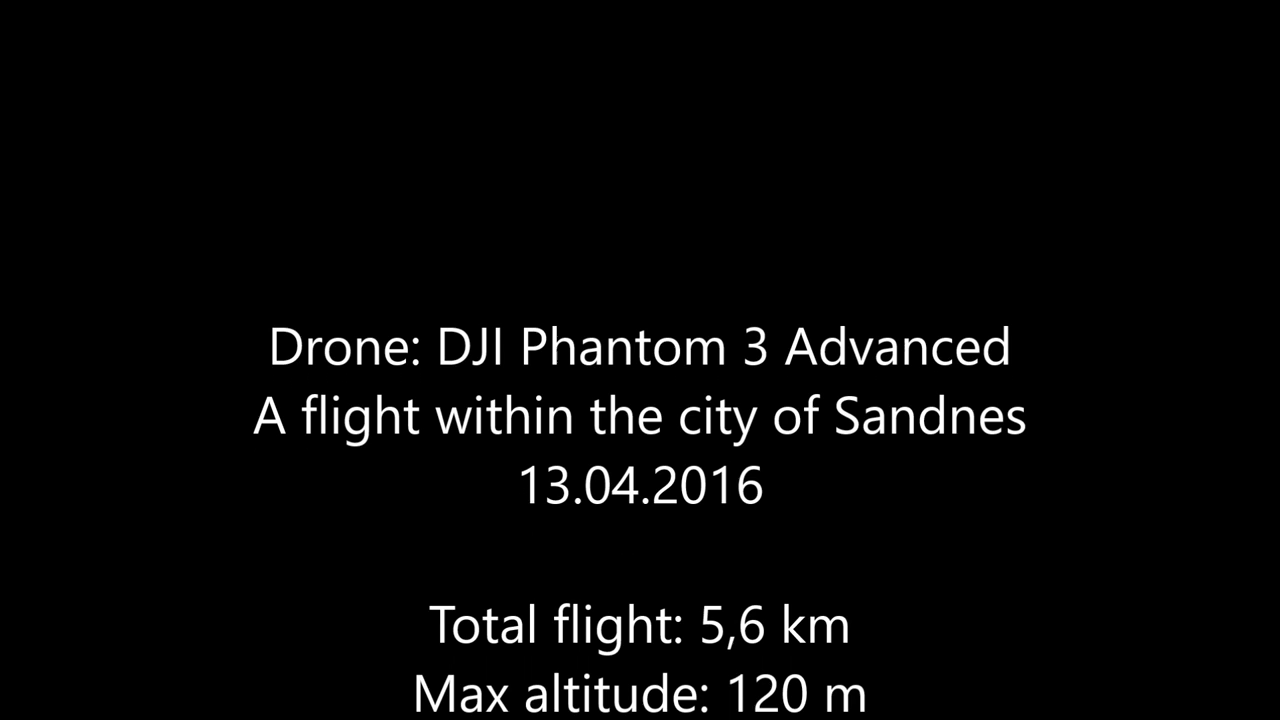 Drone: DJI Phantom 3 Advanced
A flight within the city of Sandnes
13.04.2016
Total flight: 5,6 km
Max altitude: 120 m